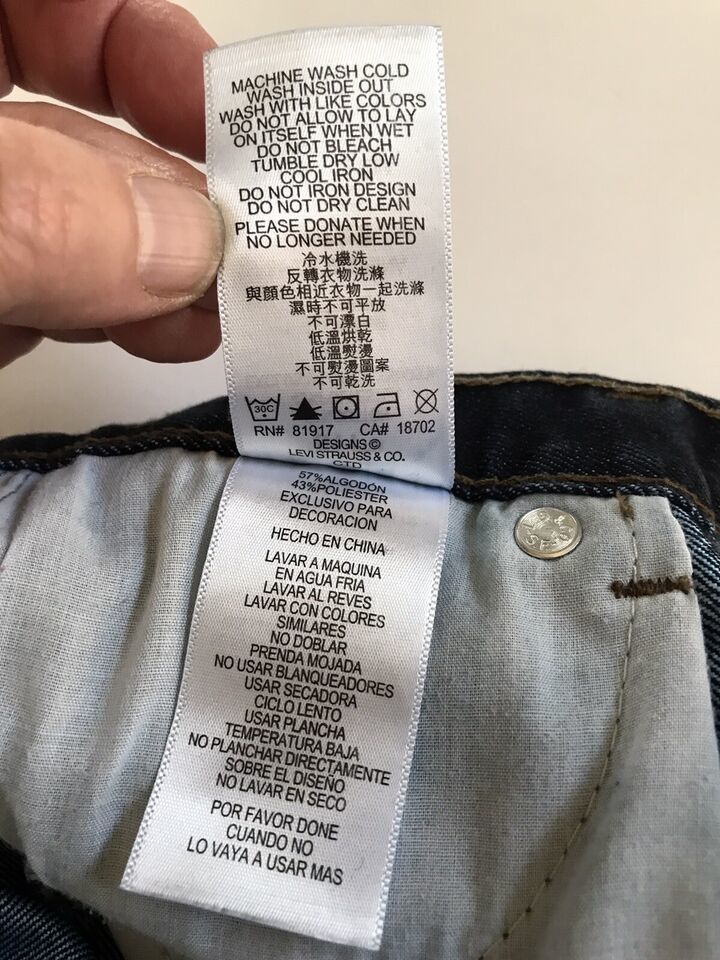 MACHINE WASH COLD
WASH INSIDE OUT
WASH WITH LIKE COLORS
DO NOT ALLOW TO LAY
ON ITSELF WHEN WET
DO NOT BLEACH
TUMBLE DRY LOW
COOL IRON
DO NOT IRON DESIGN
DO NOT DRY CLEAN
PLEASE DONATE WHEN
NO LONGER NEEDED
冷水機洗
反轉衣物洗滌
與顏色相近衣物一起洗滌
濕時不可平放
不可漂白
低溫烘乾
低溫熨燙
不可熨燙圖案
不可乾洗
30C
RN# 81917 CA# 18702
DESIGNS ©
LEVI STRAUSS & CO.
CTD
57%ALGODÓN
43%POLIESTER
EXCLUSIVO PARA
DECORACION
HECHO EN CHINA
LAVAR A MAQUINA
EN AGUA FRIA
LAVAR AL REVES
LAVAR CON COLORES
SIMILARES
NO DOBLAR
PRENDA MOJADA
NO USAR BLANQUEADORES
USAR SECADORA
CICLO LENTO
USAR PLANCHA
TEMPERATURA BAJA
NO PLANCHAR DIRECTAMENTE
SOBRE EL DISEÑO
NO LAVAR EN SECO
POR FAVOR DONE
CUANDO NO
LO VAYA A USAR MAS